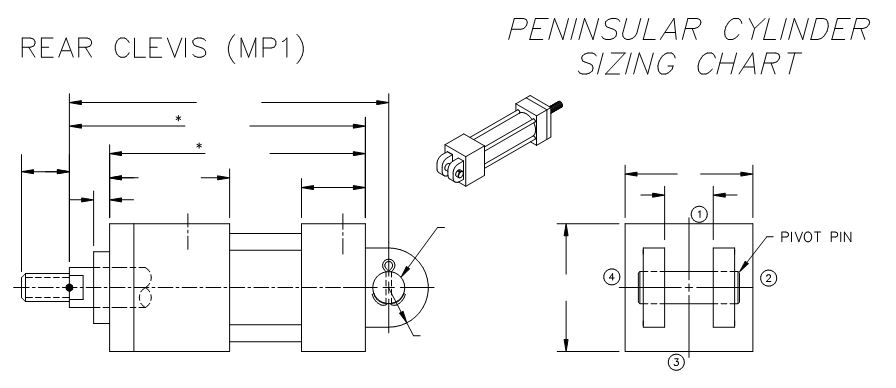 REAR CLEVIS (MP1)
PENINSULAR CYLINDER
SIZING CHART
*
*
1
PIVOT PIN
4
2
3